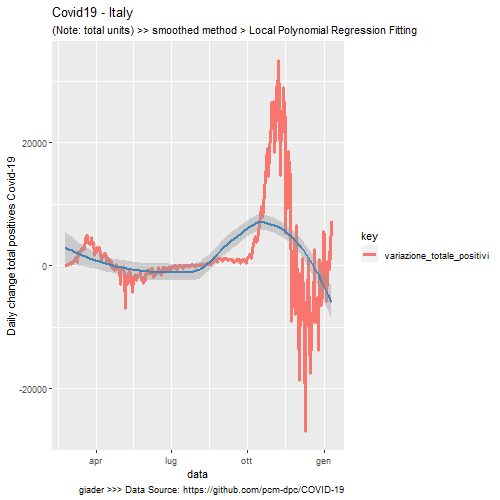 Covid19 - Italy
(Note: total units) >> smoothed method > Local Polynomial Regression Fitting
Daily change total positives Covid-19
20000
0
-20000
apr
lug
ott
gen
data
key
variazione_totale_positivi
giader >>> Data Source: https://github.com/pcm-dpc/COVID-19